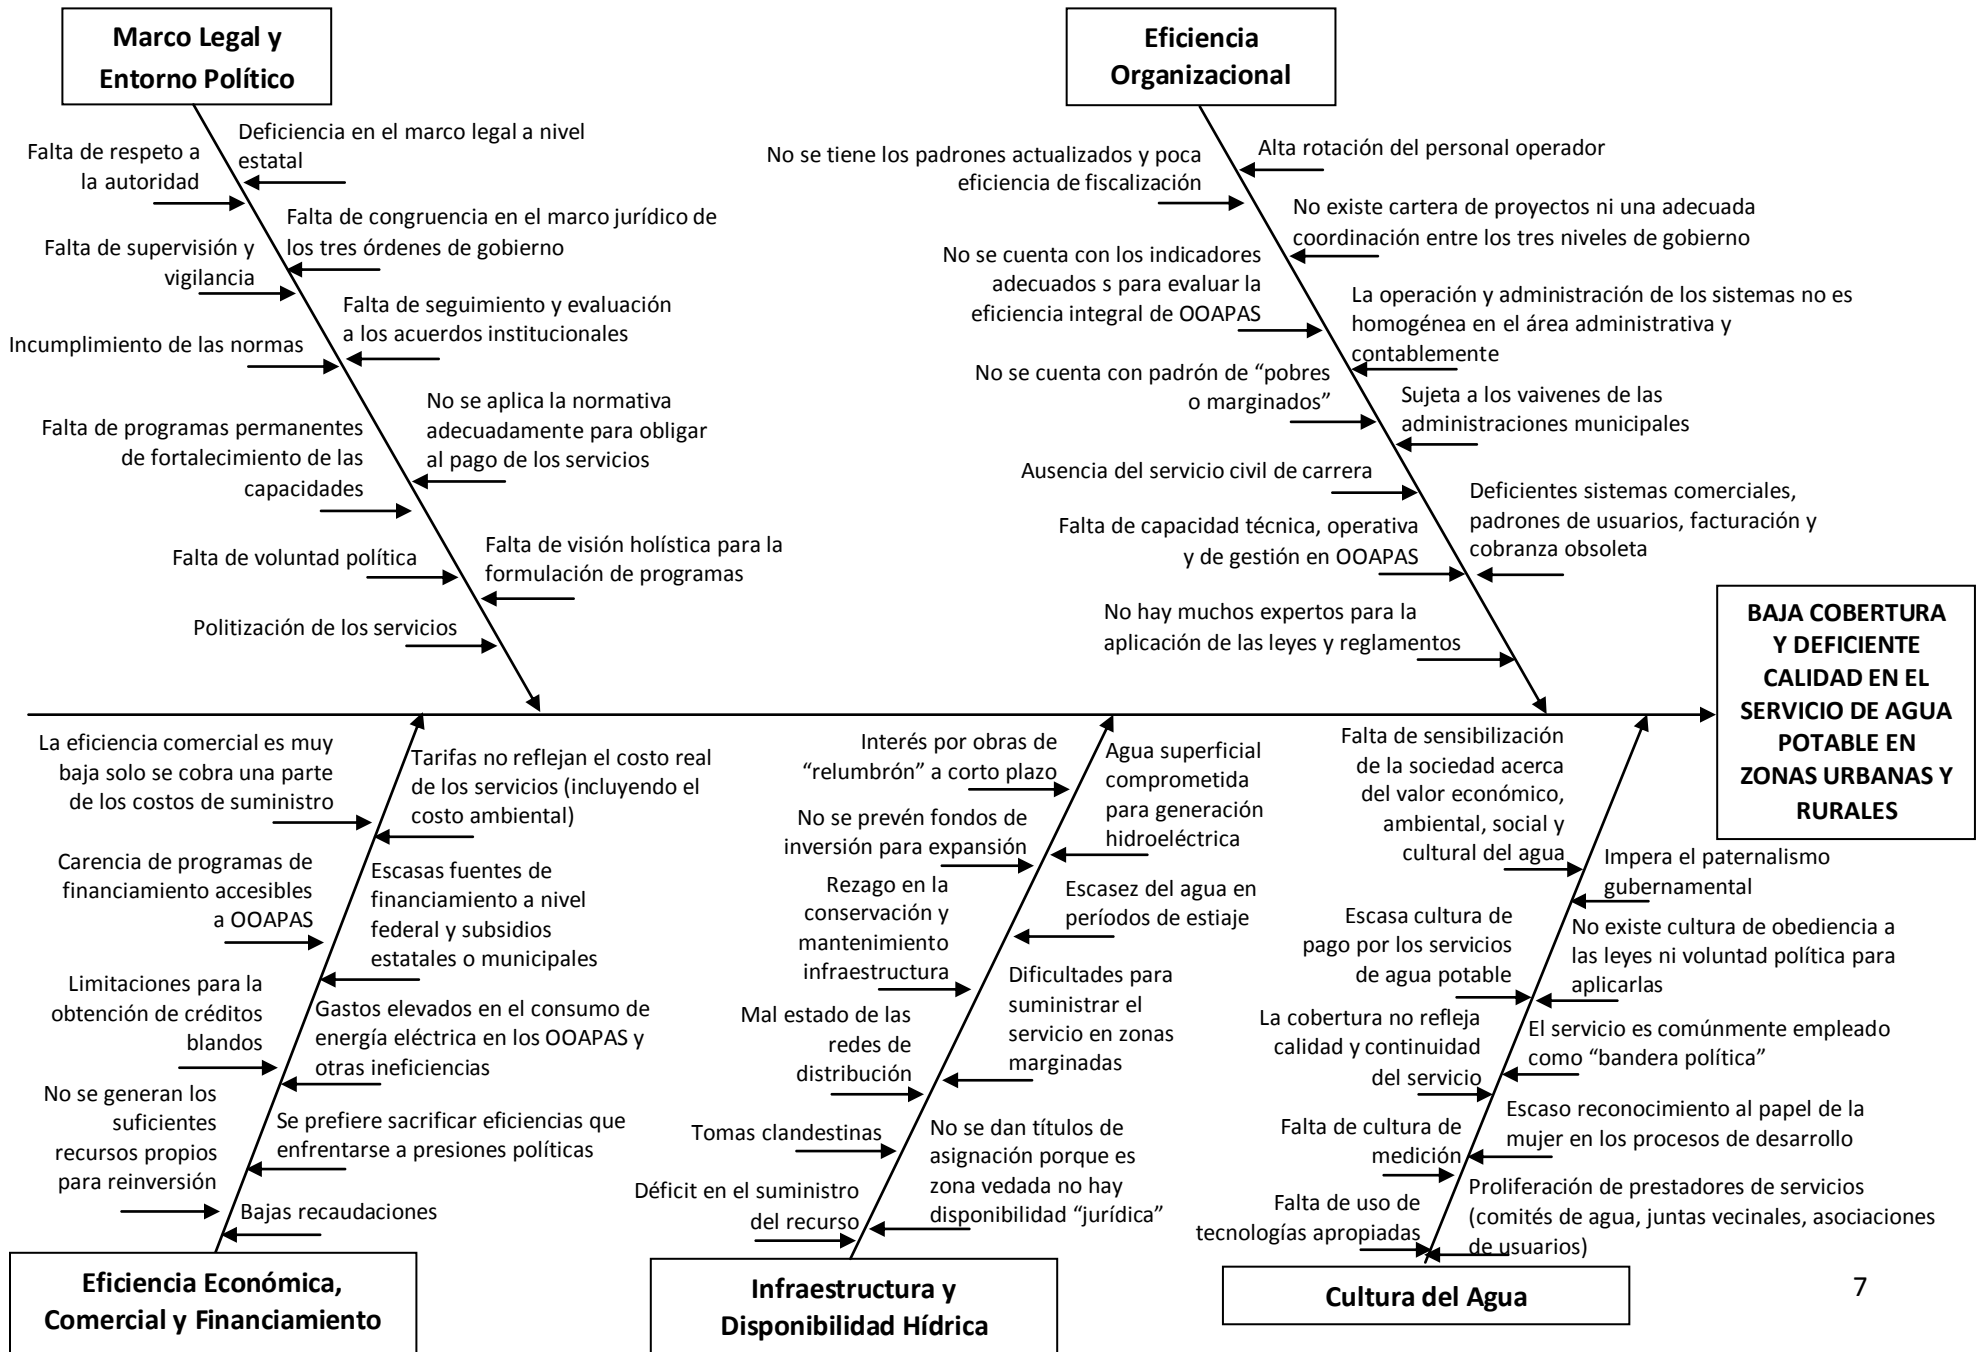 Marco Legal y
Entorno Político
Falta de respeto a
la autoridad
Deficiencia en el marco legal a nivel
estatal
Falta de supervisión y
vigilancia
Falta de congruencia en el marco jurídico de
los tres órdenes de gobierno
Incumplimiento de las normas
Falta de seguimiento y evaluación
a los acuerdos institucionales
Falta de programas permanentes
de fortalecimiento de las
capacidades
No se aplica la normativa
adecuadamente para obligar
al pago de los servicios
Falta de voluntad política
Falta de visión holística para la
formulación de programas
Politización de los servicios
Eficiencia
Organizacional
No se tiene los padrones actualizados y poca
eficiencia de fiscalización
Alta rotación del personal operador
No se cuenta con los indicadores
adecuados s para evaluar la
eficiencia integral de OOAPAS
No existe cartera de proyectos ni una adecuada
coordinación entre los tres niveles de gobierno
La operación y administración de los sistemas no es
homogénea en el área administrativa y
contablemente
No se cuenta con padrón de “pobres
o marginados”
Sujeta a los vaivenes de las
administraciones municipales
Ausencia del servicio civil de carrera
Deficientes sistemas comerciales,
padrones de usuarios, facturación y
cobranza obsoleta
Falta de capacidad técnica, operativa
y de gestión en OOAPAS
No hay muchos expertos para la
aplicación de las leyes y reglamentos
BAJA COBERTURA
Y DEFICIENTE
CALIDAD EN EL
SERVICIO DE AGUA
POTABLE EN
ZONAS URBANAS Y
RURALES
La eficiencia comercial es muy
baja solo se cobra una parte
de los costos de suministro
Tarifas no reflejan el costo real
de los servicios (incluyendo el
costo ambiental)
Carencia de programas de
financiamiento accesibles
a OOAPAS
Escasas fuentes de
financiamiento a nivel
federal y subsidios
estatales o municipales
Limitaciones para la
obtención de créditos
blandos
Gastos elevados en el consumo de
energía eléctrica en los OOAPAS y
otras ineficiencias
No se generan los
suficientes
recursos propios
para reinversión
Se prefiere sacrificar eficiencias que
enfrentarse a presiones políticas
Bajas recaudaciones
Eficiencia Económica,
Comercial y Financiamiento
Interés por obras de
“relumbrón” a corto plazo
Agua superficial
comprometida
para generación
hidroeléctrica
No se prevén fondos de
inversión para expansión
Rezago en la
conservación y
mantenimiento
infraestructura
Escasez del agua en
períodos de estiaje
Mal estado de las
redes de
distribución
Dificultades para
suministrar el
servicio en zonas
marginadas
Tomas clandestinas
No se dan títulos de
asignación porque es
zona vedada no hay
disponibilidad “jurídica”
Déficit en el suministro
del recurso
Infraestructura y
Disponibilidad Hídrica
Falta de sensibilización
de la sociedad acerca
del valor económico,
ambiental, social y
cultural del agua
Impera el paternalismo
gubernamental
Escasa cultura de
pago por los servicios
de agua potable
No existe cultura de obediencia a
las leyes ni voluntad política para
aplicarlas
La cobertura no refleja
calidad y continuidad
del servicio
El servicio es comúnmente empleado
como “bandera política”
Falta de cultura de
medición
Escaso reconocimiento al papel de la
mujer en los procesos de desarrollo
Falta de uso de
tecnologías apropiadas
Proliferación de prestadores de servicios
(comités de agua, juntas vecinales, asociaciones
de usuarios)
Cultura del Agua
7